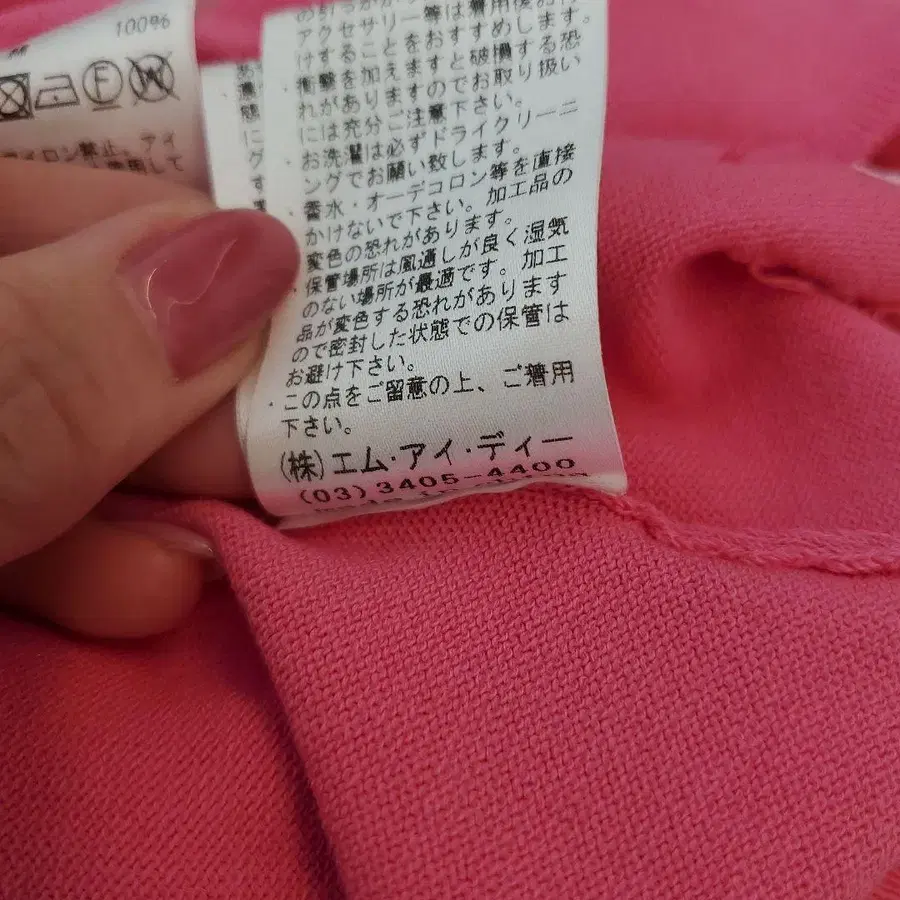 M
100%
アクセサリー等は着用後お
けすることをおすすめします。
・衝撃を加えますと破損する恐
れがありますのでお取り扱い
には充分ご注意下さい。
・お洗濯は必ずドライクリーニ
ングでお願い致します。
・香水・オーデコロン等を直接
かけないで下さい。加工品の
変色の恐れがあります。
・保管場所は風通しが良く湿気
のない場所が最適です。加工
品が変色する恐れがあります
ので密封した状態での保管は
お避け下さい。
・この点をご留意の上、ご着用
下さい。
(株)エム・アイ・ディー
(03)3405-4400
F
W
アイロン禁止。アイ
使用して